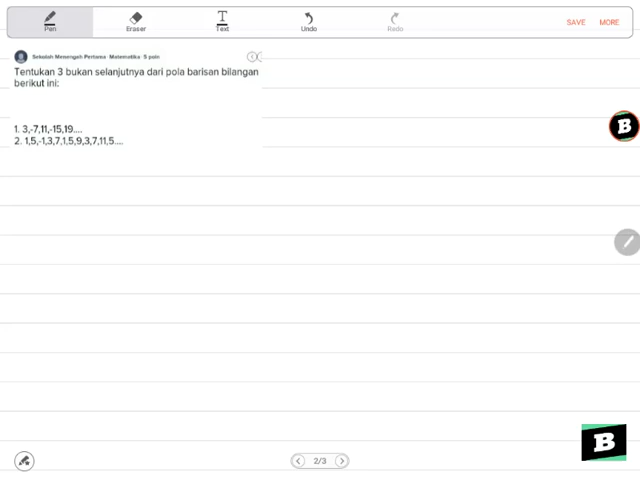 Pen
Eraser
T
Text
Undo
Redo
SAVE
MORE
Sekolah Menengah Pertama · Matematika · 5 poin
Tentukan 3 bukan selanjutnya dari pola barisan bilangan
berikut ini:
1. 3,-7,11,-15,19....
2. 1,5,-1,3,7,1,5,9,3,7,11,5....
B
2/3
B